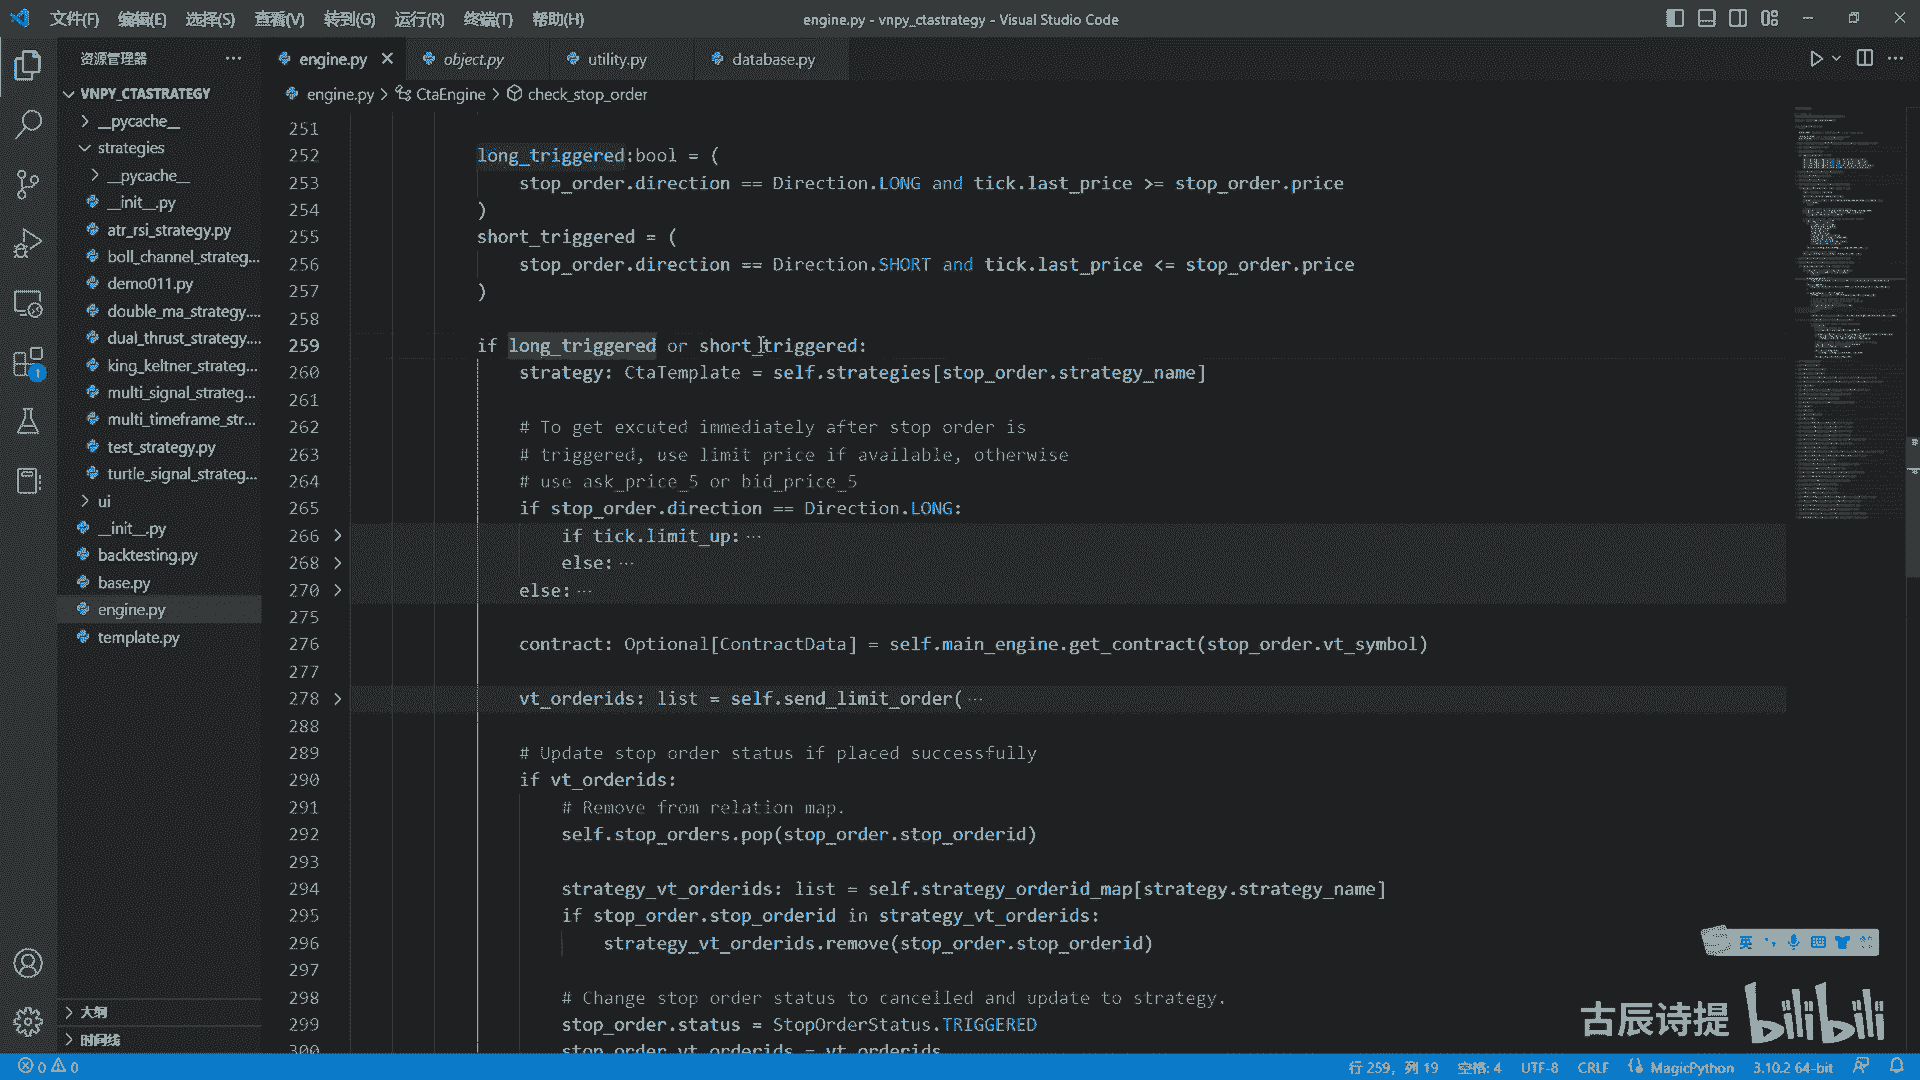 文件(F) 编辑(E) 选择(S) 查看(V) 转到(G) 运行(R) 终端(T) 帮助(H)
engine.py - vnpy_ctastrategy - Visual Studio Code
资源管理器
engine.py
object.py
utility.py
database.py
engine.py > CtaEngine > check_stop_order
VNPY_CTASTRATEGY
__pycache__
strategies
__pycache__
__init__.py
atr_rsi_strategy.py
boll_channel_strateg...
demo011.py
double_ma_strategy....
dual_thrust_strategy....
king_keltner_strateg...
multi_signal_strateg...
multi_timeframe_str...
test_strategy.py
turtle_signal_strateg...
ui
__init__.py
backtesting.py
base.py
engine.py
template.py
大纲
时间线
251
252 long_triggered:bool = (
253 stop_order.direction == Direction.LONG and tick.last_price >= stop_order.price
254 )
255 short_triggered = (
256 stop_order.direction == Direction.SHORT and tick.last_price <= stop_order.price
257 )
258
259 if long_triggered or short_triggered:
260 strategy: CtaTemplate = self.strategies[stop_order.strategy_name]
261
262 # To get excuted immediately after stop order is
263 # triggered, use limit price if available, otherwise
264 # use ask_price_5 or bid_price_5
265 if stop_order.direction == Direction.LONG:
266 if tick.limit_up: ...
268 else: ...
270 else: ...
275
276 contract: Optional[ContractData] = self.main_engine.get_contract(stop_order.vt_symbol)
277
278 vt_orderids: list = self.send_limit_order( ...
288
289 # Update stop order status if placed successfully
290 if vt_orderids:
291 # Remove from relation map.
292 self.stop_orders.pop(stop_order.stop_orderid)
293
294 strategy_vt_orderids: list = self.strategy_orderid_map[strategy.strategy_name]
295 if stop_order.stop_orderid in strategy_vt_orderids:
296 strategy_vt_orderids.remove(stop_order.stop_orderid)
297
298 # Change stop order status to cancelled and update to strategy.
299 stop_order.status = StopOrderStatus.TRIGGERED
300 stop_order.vt_orderids = vt_orderids
英
古辰诗提 bilibili
0 0
行 259，列 19 空格: 4 UTF-8 CRLF MagicPython 3.10.2 64-bit